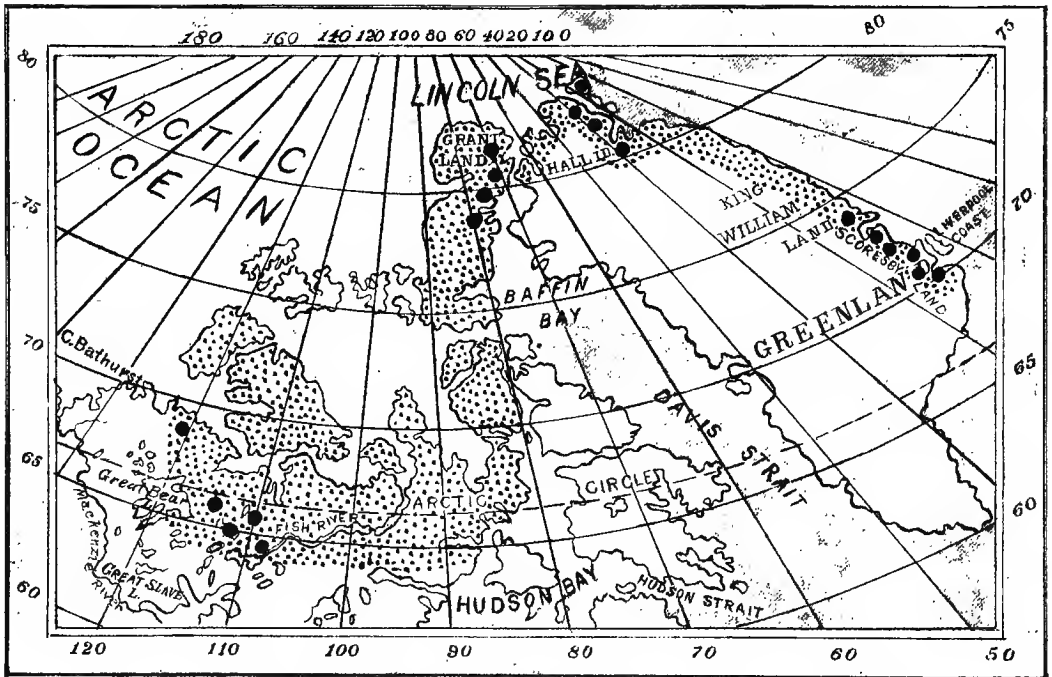 180 160 140 120 100 80 60 40 20 10 0
80
75
80
ARCTIC
OCEAN
LINCOLN SEA
GRANT
LAND
HALL LD.
KING
WILLIAM
LAND
SCORESBY
LAND
LIVERPOOL
COAST
75
70
BAFFIN
BAY
GREENLAN
C. Bathurst
70
65
DAVIS STRAIT
65
Great Bear
ARCTIC
CIRCLE
FISH RIVER
Mackenzie
River
GREAT SLAVE
L.
HUDSON BAY
HUDSON STRAIT
60
60
120 110 100 90 80 70 60 50